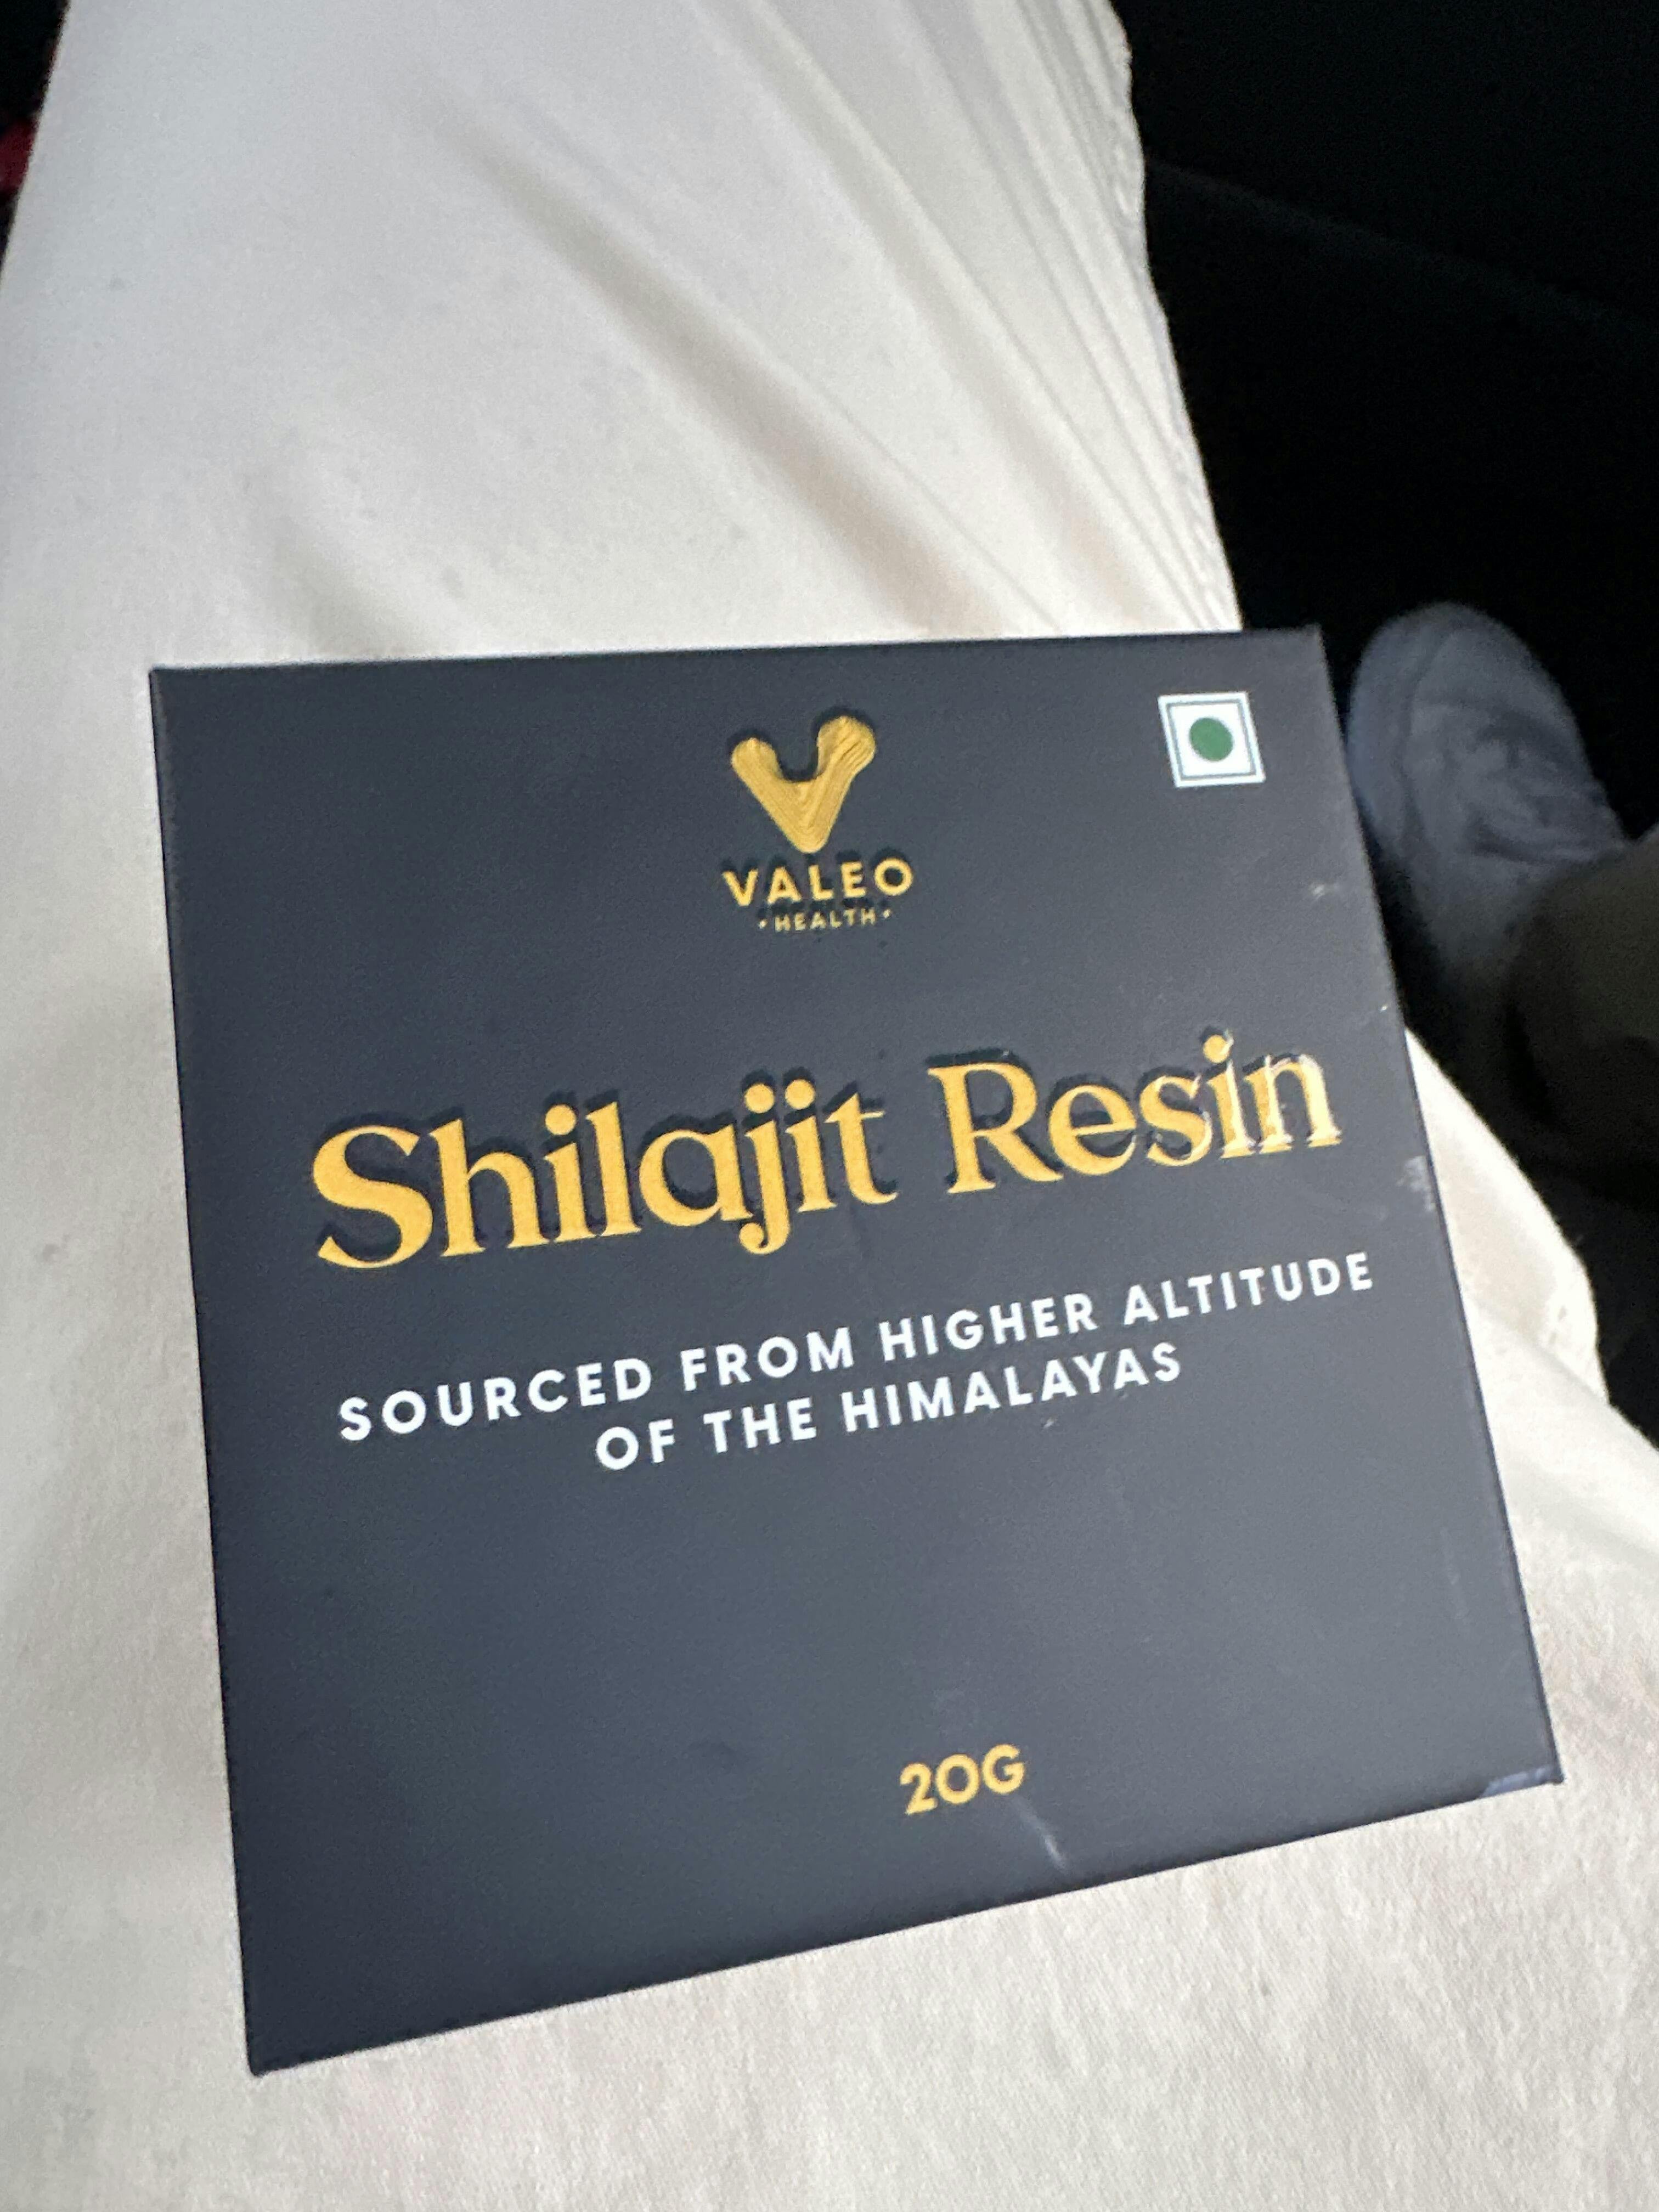 VALEO
·HEALTH·
Shilajit Resin
SOURCED FROM HIGHER ALTITUDE
OF THE HIMALAYAS
20G